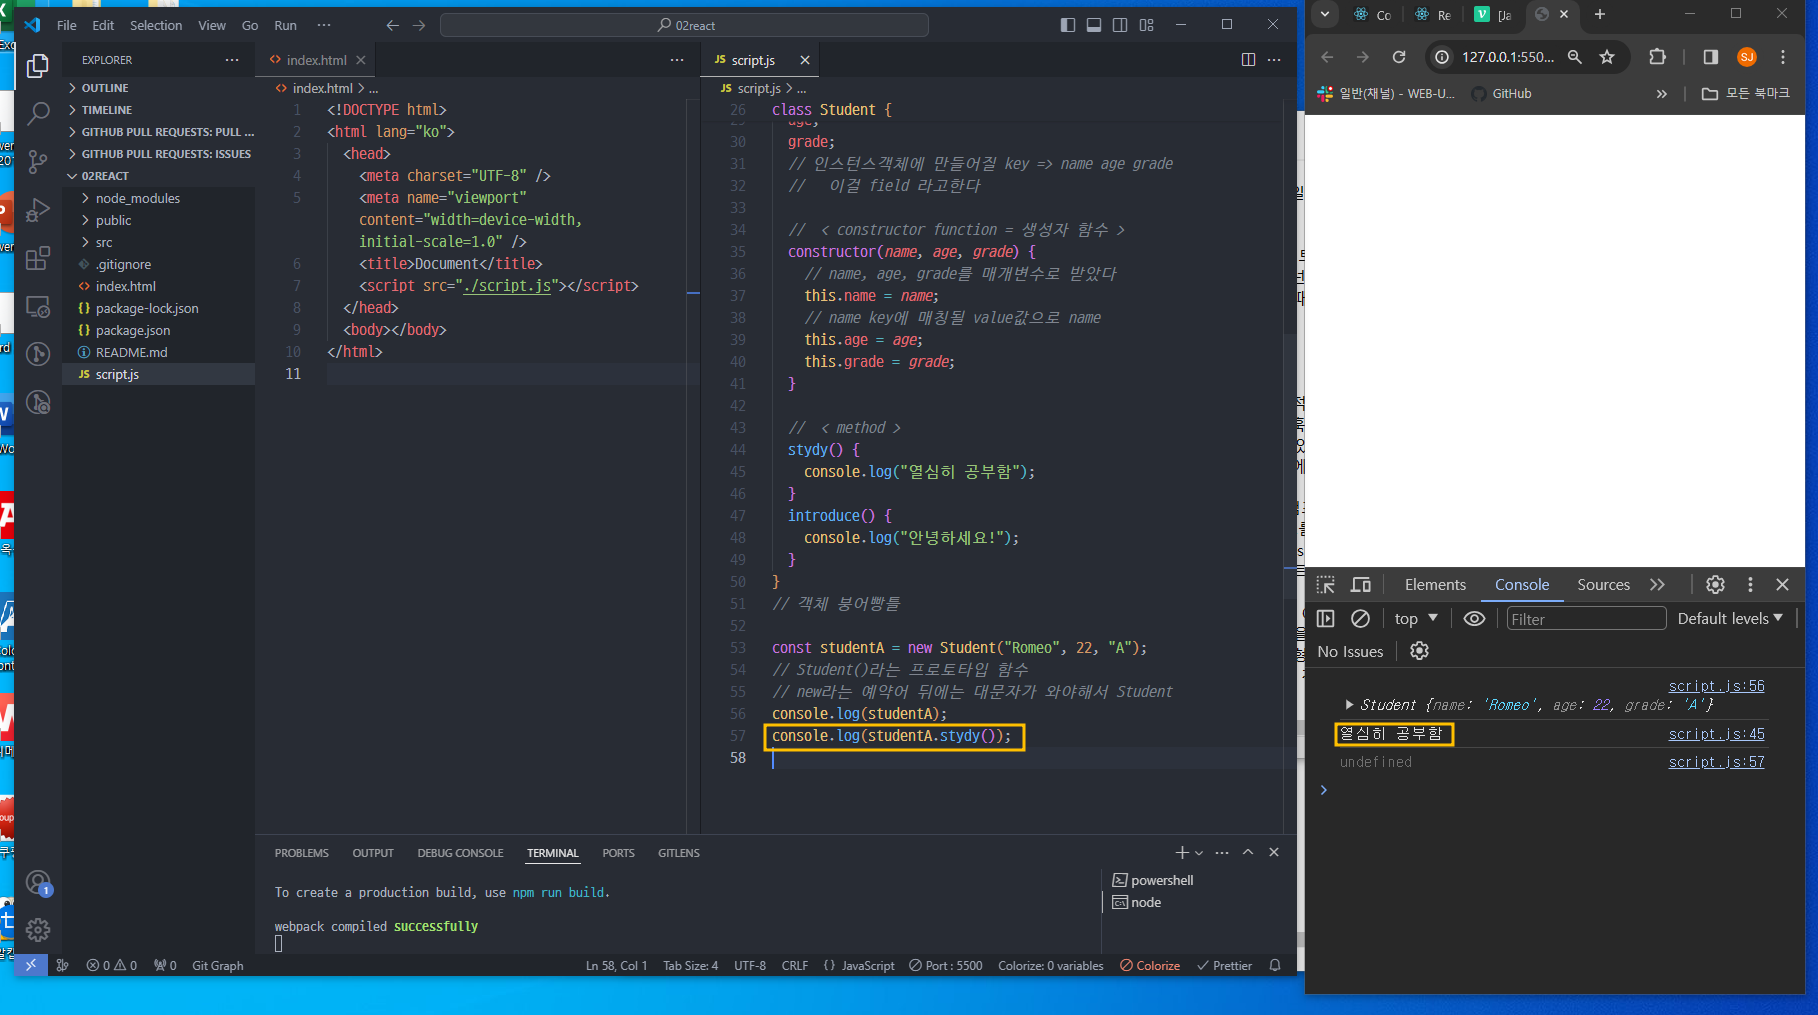 File Edit Selection View Go Run ...
02react
EXPLORER
OUTLINE
TIMELINE
GITHUB PULL REQUESTS: PULL ...
GITHUB PULL REQUESTS: ISSUES
02REACT
node_modules
public
src
.gitignore
index.html
package-lock.json
package.json
README.md
script.js
index.html
index.html > ...
1 <!DOCTYPE html>
2 <html lang="ko">
3 <head>
4 <meta charset="UTF-8" />
5 <meta name="viewport"
content="width=device-width,
initial-scale=1.0" />
6 <title>Document</title>
7 <script src="./script.js"></script>
8 </head>
9 <body></body>
10 </html>
11
script.js
script.js > ...
26 class Student {
29 age;
30 grade;
31 // 인스턴스객체에 만들어질 key => name age grade
32 // 이걸 field 라고한다
33
34 // < constructor function = 생성자 함수 >
35 constructor(name, age, grade) {
36 // name, age, grade를 매개변수로 받았다
37 this.name = name;
38 // name key에 매칭될 value값으로 name
39 this.age = age;
40 this.grade = grade;
41 }
42
43 // < method >
44 stydy() {
45 console.log("열심히 공부함");
46 }
47 introduce() {
48 console.log("안녕하세요!");
49 }
50 }
51 // 객체 붕어빵틀
52
53 const studentA = new Student("Romeo", 22, "A");
54 // Student()라는 프로토타입 함수
55 // new라는 예약어 뒤에는 대문자가 와야해서 Student
56 console.log(studentA);
57 console.log(studentA.stydy());
58
PROBLEMS OUTPUT DEBUG CONSOLE TERMINAL PORTS GITLENS
To create a production build, use npm run build.
webpack compiled successfully
powershell
node
1
0 0 0 Git Graph Ln 58, Col 1 Tab Size: 4 UTF-8 CRLF {} JavaScript Port : 5500 Colorize: 0 variables Colorize Prettier
Co Re [Ja
127.0.0.1:550... SJ
일반(채널) - WEB-U... GitHub » 모든 북마크
Elements Console Sources »
top Filter Default levels
No Issues
script.js:56
Student {name: 'Romeo', age: 22, grade: 'A'}
열심히 공부함 script.js:45
undefined script.js:57